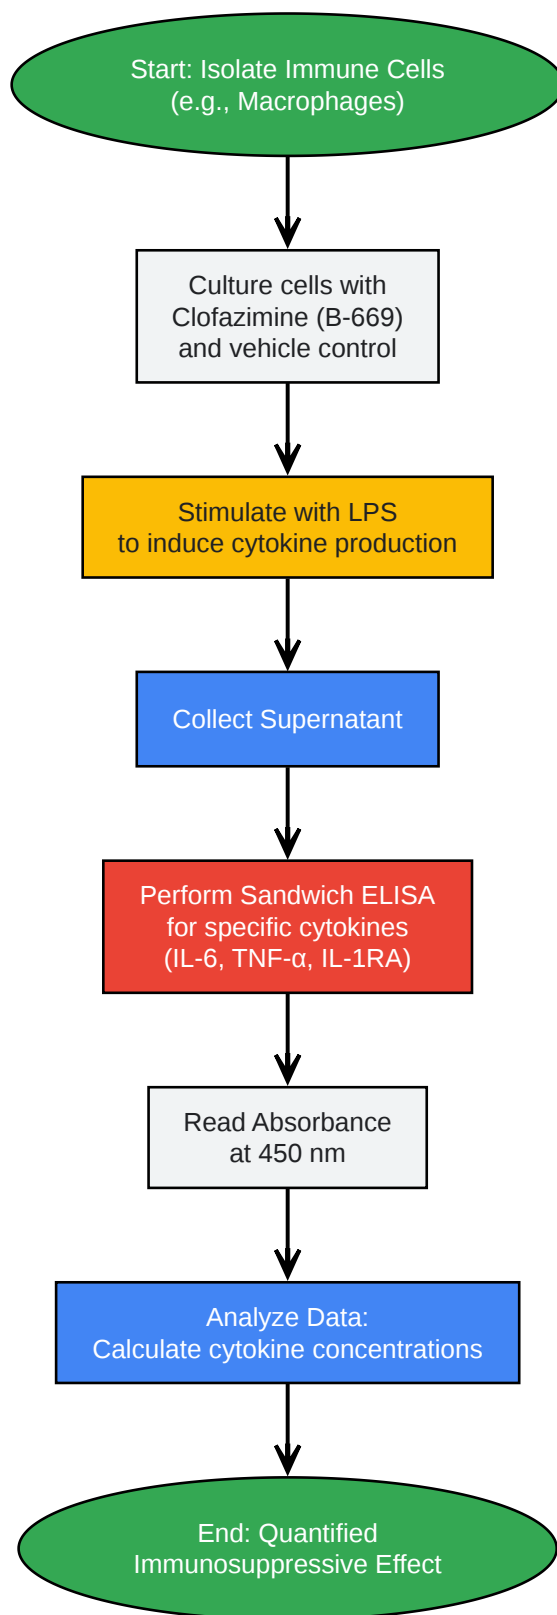 Start: Isolate Immune Cells
(e.g., Macrophages)
Culture cells with
Clofazimine (B-669)
and vehicle control
Stimulate with LPS
to induce cytokine production
Collect Supernatant
Perform Sandwich ELISA
for specific cytokines
(IL-6, TNF-α, IL-1RA)
Read Absorbance
at 450 nm
Analyze Data:
Calculate cytokine concentrations
End: Quantified
Immunosuppressive Effect